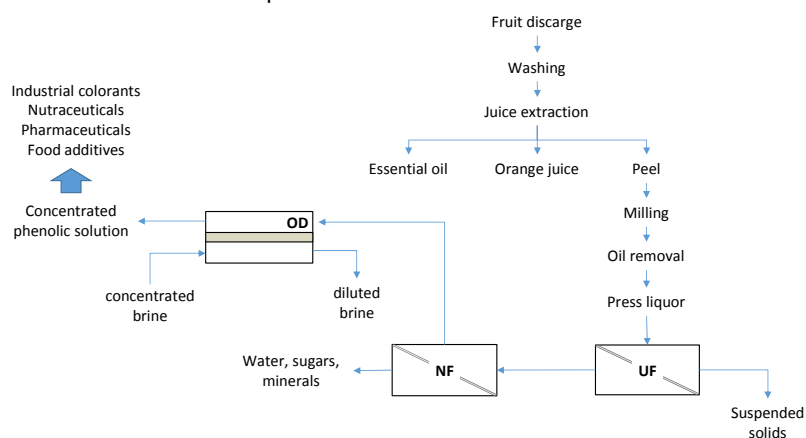 Fruit discarge
Washing
Juice extraction
Essential oil
Orange juice
Peel
Milling
Oil removal
Press liquor
UF
Suspended
solids
NF
Water, sugars,
minerals
OD
concentrated
brine
diluted
brine
Concentrated
phenolic solution
Industrial colorants
Nutraceuticals
Pharmaceuticals
Food additives